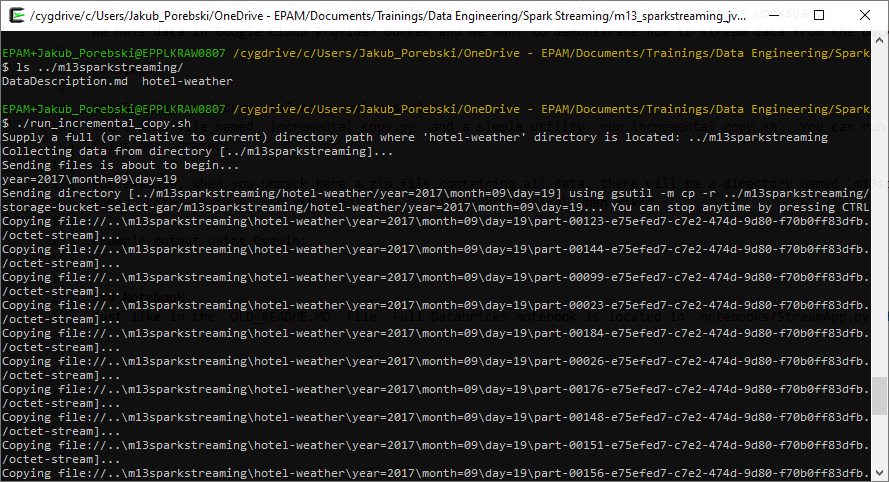 /cygdrive/c/Users/Jakub_Porebski/OneDrive - EPAM/Documents/Trainings/Data Engineering/Spark Streaming/m13_sparkstreaming_jv...
EPAM+Jakub_Porebski@EPPLKRAW0807 /cygdrive/c/Users/Jakub_Porebski/OneDrive - EPAM/Documents/Trainings/Data Engineering/Spark
$ ls ../m13sparkstreaming/
DataDescription.md hotel-weather
EPAM+Jakub_Porebski@EPPLKRAW0807 /cygdrive/c/Users/Jakub_Porebski/OneDrive - EPAM/Documents/Trainings/Data Engineering/Spark
$ ./run_incremental_copy.sh
Supply a full (or relative to current) directory path where 'hotel-weather' directory is located: ../m13sparkstreaming
Collecting data from directory [../m13sparkstreaming]...
Sending files is about to begin...
year=2017\month=09\day=19
Sending directory [../m13sparkstreaming/hotel-weather/year=2017\month=09\day=19] using gsutil -m cp -r ../m13sparkstreaming/
storage-bucket-select-gar/m13sparkstreaming/hotel-weather/year=2017\month=09\day=19... You can stop anytime by pressing CTRL
Copying file://..\m13sparkstreaming\hotel-weather\year=2017\month=09\day=19\part-00123-e75efed7-c7e2-474d-9d80-f70b0ff83dfb.
/octet-stream]...
Copying file://..\m13sparkstreaming\hotel-weather\year=2017\month=09\day=19\part-00144-e75efed7-c7e2-474d-9d80-f70b0ff83dfb.
/octet-stream]...
Copying file://..\m13sparkstreaming\hotel-weather\year=2017\month=09\day=19\part-00099-e75efed7-c7e2-474d-9d80-f70b0ff83dfb.
/octet-stream]...
Copying file://..\m13sparkstreaming\hotel-weather\year=2017\month=09\day=19\part-00023-e75efed7-c7e2-474d-9d80-f70b0ff83dfb.
/octet-stream]...
Copying file://..\m13sparkstreaming\hotel-weather\year=2017\month=09\day=19\part-00184-e75efed7-c7e2-474d-9d80-f70b0ff83dfb.
/octet-stream]...
Copying file://..\m13sparkstreaming\hotel-weather\year=2017\month=09\day=19\part-00026-e75efed7-c7e2-474d-9d80-f70b0ff83dfb.
/octet-stream]...
Copying file://..\m13sparkstreaming\hotel-weather\year=2017\month=09\day=19\part-00176-e75efed7-c7e2-474d-9d80-f70b0ff83dfb.
/octet-stream]...
Copying file://..\m13sparkstreaming\hotel-weather\year=2017\month=09\day=19\part-00148-e75efed7-c7e2-474d-9d80-f70b0ff83dfb.
/octet-stream]...
Copying file://..\m13sparkstreaming\hotel-weather\year=2017\month=09\day=19\part-00151-e75efed7-c7e2-474d-9d80-f70b0ff83dfb.
/octet-stream]...
Copying file://..\m13sparkstreaming\hotel-weather\year=2017\month=09\day=19\part-00156-e75efed7-c7e2-474d-9d80-f70b0ff83dfb.